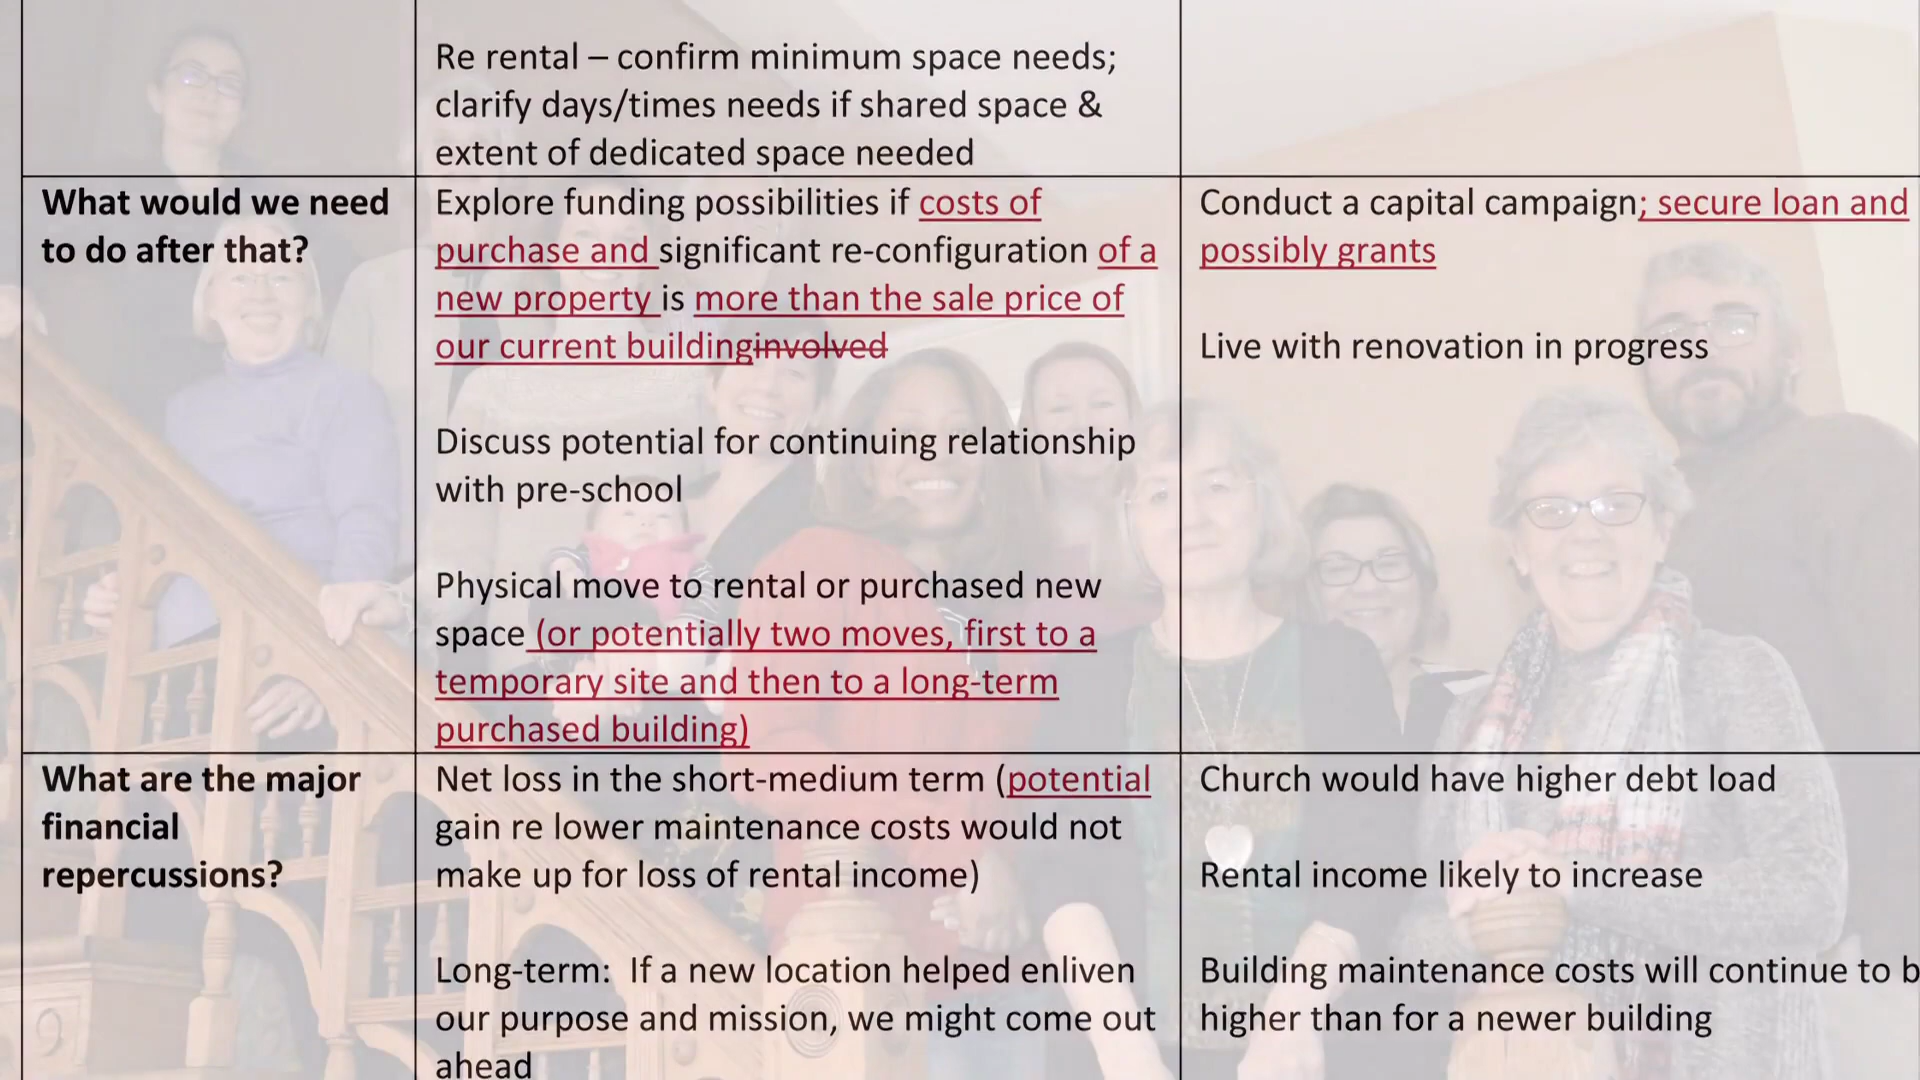 Re rental – confirm minimum space needs;
clarify days/times needs if shared space &
extent of dedicated space needed
What would we need
to do after that?
Explore funding possibilities if costs of
purchase and significant re-configuration of a
new property is more than the sale price of
our current buildinginvolved
Discuss potential for continuing relationship
with pre-school
Physical move to rental or purchased new
space (or potentially two moves, first to a
temporary site and then to a long-term
purchased building)
Conduct a capital campaign; secure loan and
possibly grants
Live with renovation in progress
What are the major
financial
repercussions?
Net loss in the short-medium term (potential
gain re lower maintenance costs would not
make up for loss of rental income)
Long-term: If a new location helped enliven
our purpose and mission, we might come out
ahead
Church would have higher debt load
Rental income likely to increase
Building maintenance costs will continue to b
higher than for a newer building